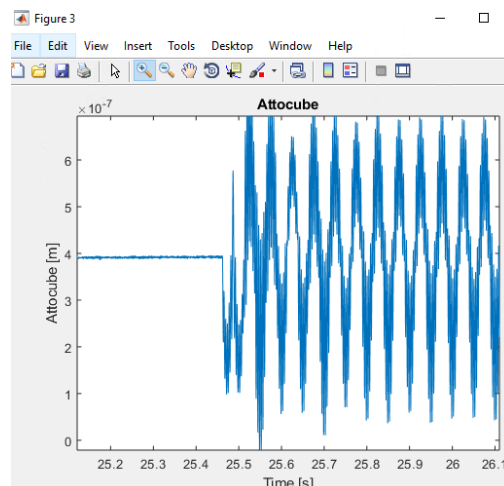 Figure 3
File Edit View Insert Tools Desktop Window Help
× 10⁻⁷
Attocube
6
5
4
3
2
1
0
Attocube [m]
25.2 25.3 25.4 25.5 25.6 25.7 25.8 25.9 26 26.1
Time [s]